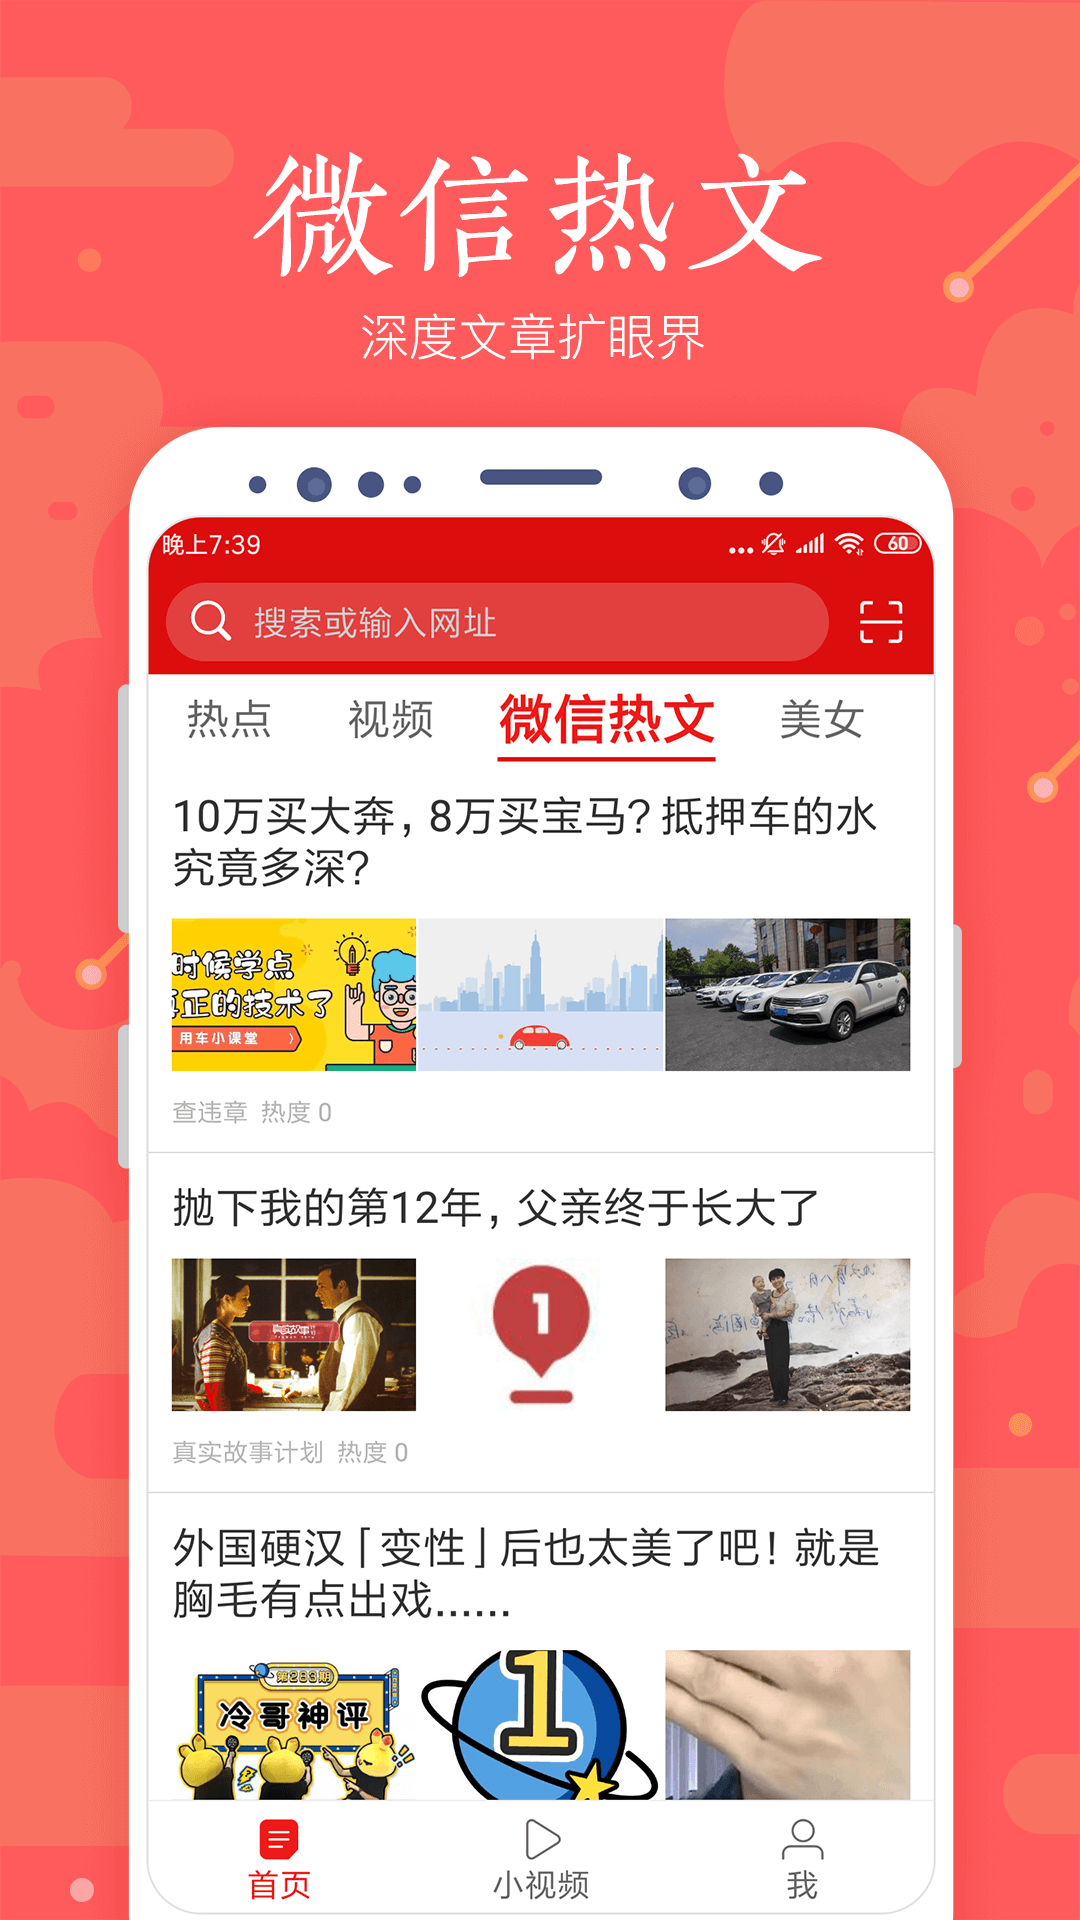 微信热文
深度文章扩眼界
晚上7:39
60
搜索或输入网址
热点 视频 微信热文 美女
10万买大奔，8万买宝马？抵押车的水
究竟多深？
时候学点
真正的技术了
用车小课堂
查违章 热度 0
抛下我的第12年，父亲终于长大了
真实故事计划
1
真实故事计划 热度 0
外国硬汉「变性」后也太美了吧！就是
胸毛有点出戏......
第283期
冷哥神评
1
首页 小视频 我